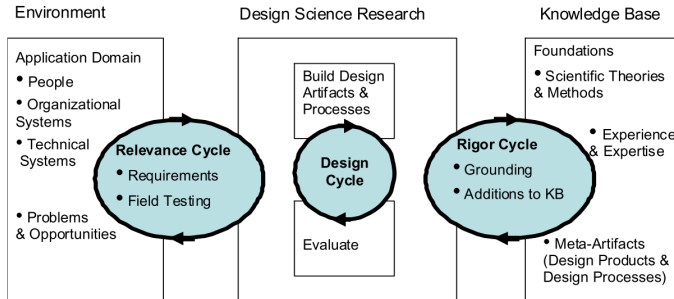 Environment
Design Science Research
Knowledge Base
Application Domain
• People
• Organizational
Systems
• Technical
Systems
• Problems
& Opportunities
Relevance Cycle
• Requirements
• Field Testing
Build Design
Artifacts &
Processes
Design
Cycle
Evaluate
Rigor Cycle
• Grounding
• Additions to KB
Foundations
• Scientific Theories
& Methods
• Experience
& Expertise
• Meta-Artifacts
(Design Products &
Design Processes)